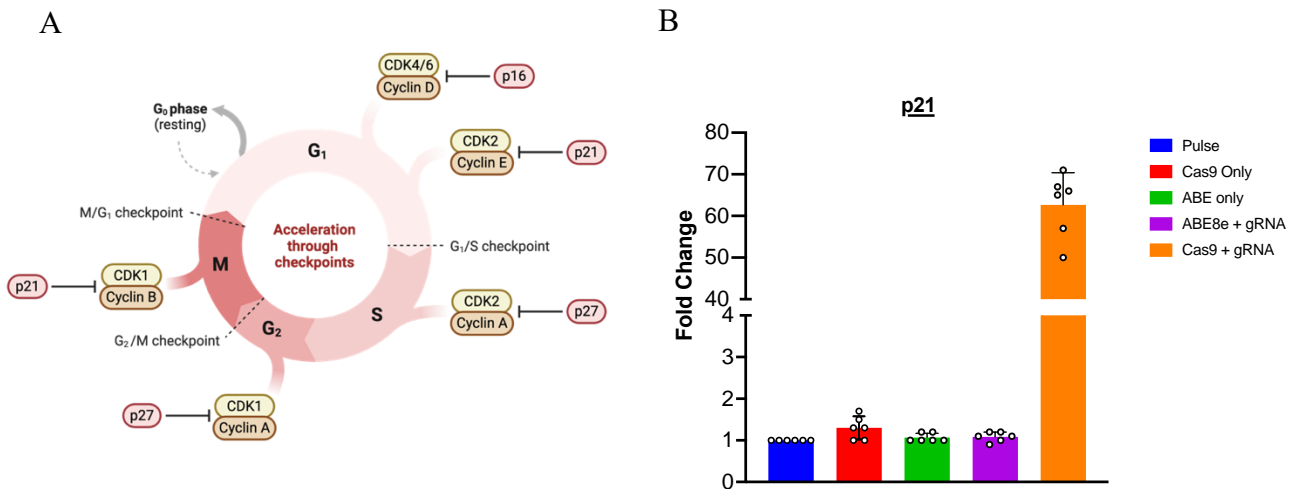 A
CDK4/6
Cyclin D
p16
G₀ phase
(resting)
G₁
CDK2
Cyclin E
p21
M/G₁ checkpoint
Acceleration
through
checkpoints
G₁/S checkpoint
M
p21
CDK1
Cyclin B
S
CDK2
Cyclin A
p27
G₂/M checkpoint
G₂
p27
CDK1
Cyclin A
B
p21
Fold Change
80
70
60
50
40
4
3
2
1
0
Pulse
Cas9 Only
ABE only
ABE8e + gRNA
Cas9 + gRNA